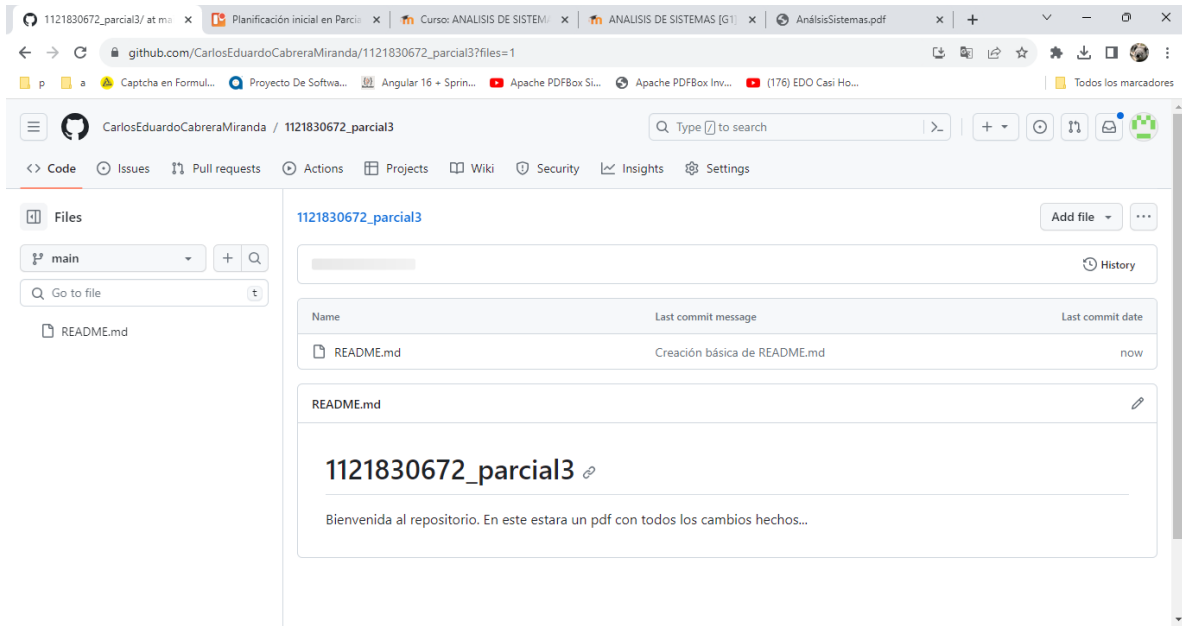 1121830672_parcial3/ at ma
Planificación inicial en Parcia
Curso: ANALISIS DE SISTEMA
ANALISIS DE SISTEMAS [G1]
AnálsisSistemas.pdf
github.com/CarlosEduardoCabreraMiranda/1121830672_parcial3?files=1
p a Captcha en Formul... Proyecto De Softwa... Angular 16 + Sprin... Apache PDFBox Si... Apache PDFBox Inv... (176) EDO Casi Ho... Todos los marcadores
CarlosEduardoCabreraMiranda / 1121830672_parcial3
Type / to search
Code Issues Pull requests Actions Projects Wiki Security Insights Settings
Files
main
Go to file t
README.md
1121830672_parcial3
Add file
History
Name Last commit message Last commit date
README.md Creación básica de README.md now
README.md
1121830672_parcial3
Bienvenida al repositorio. En este estara un pdf con todos los cambios hechos...